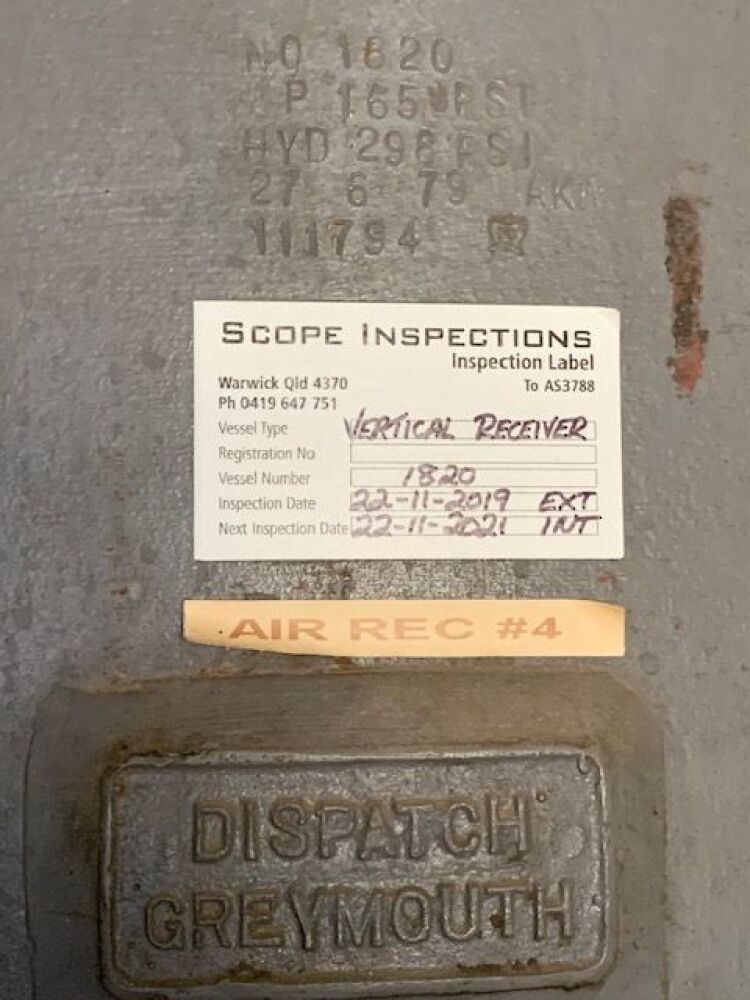 NO 1820
P 165 PSI
HYD 296 PSI
27 6 79
111794
SCOPE INSPECTIONS
Inspection Label
Warwick Qld 4370
To AS3788
Ph 0419 647 751
Vessel Type VERTICAL RECEIVER
Registration No
Vessel Number 1820
Inspection Date 22-11-2019 EXT
Next Inspection Date 22-11-2021 INT
AIR REC #4
DISPATCH
GREYMOUTH